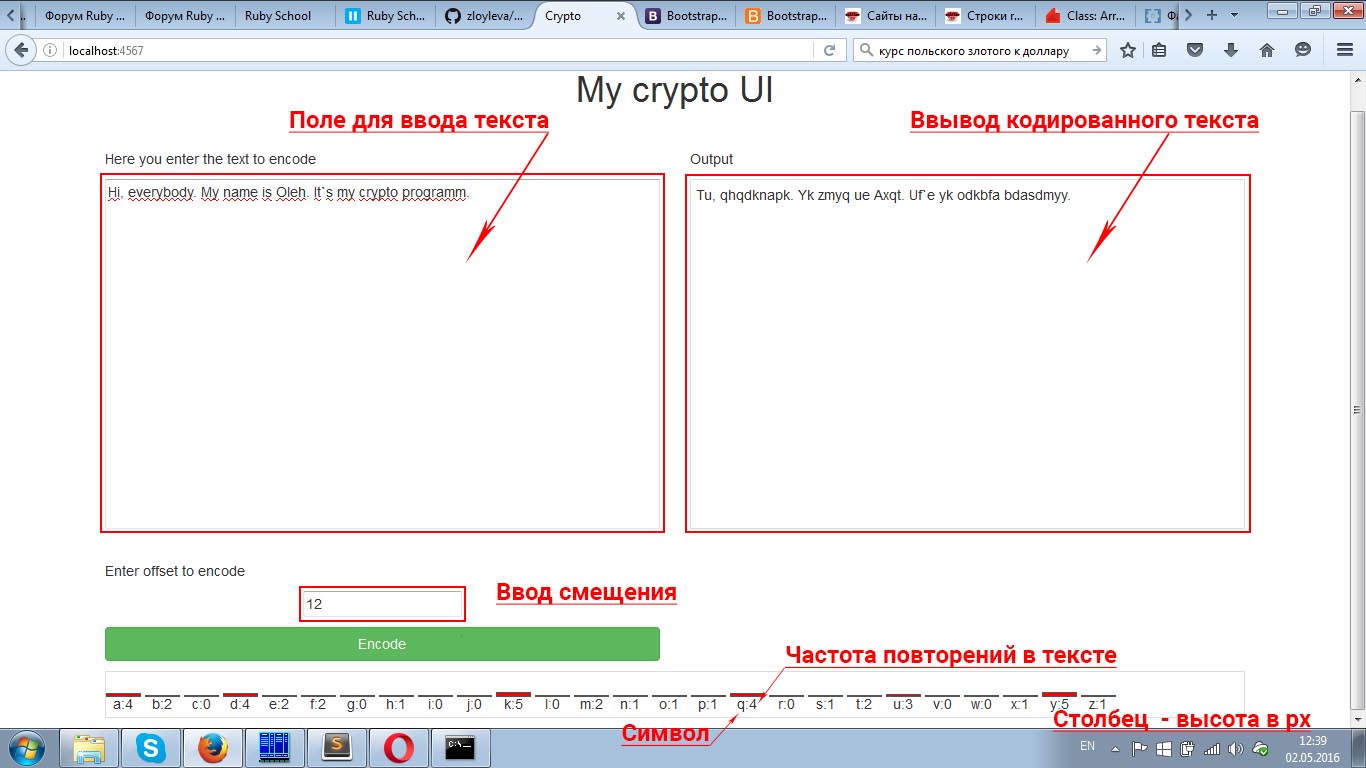 Форум Ruby ...
Форум Ruby ...
Ruby School
Ruby Sch...
zloyleva/...
Crypto
Bootstrap...
Bootstrap...
Сайты на...
Строки г...
Class: Arr...
localhost:4567
курс польского злотого к доллару
My crypto UI
Поле для ввода текста
Ввывод кодированного текста
Here you enter the text to encode
Output
Hi, everybody. My name is Oleh. It`s my crypto programm.
Tu, qhqdknapk. Yk zmyq ue Axqt. Uf`e yk odkbfa bdasdmyy.
Enter offset to encode
12
Ввод смещения
Encode
Частота повторений в тексте
a:4 b:2 c:0 d:4 e:2 f:2 g:0 h:1 i:0 j:0 k:5 l:0 m:2 n:1 o:1 p:1 q:4 r:0 s:1 t:2 u:3 v:0 w:0 x:1 y:5 z:1
Столбец - высота в px
Символ
EN
12:39
02.05.2016